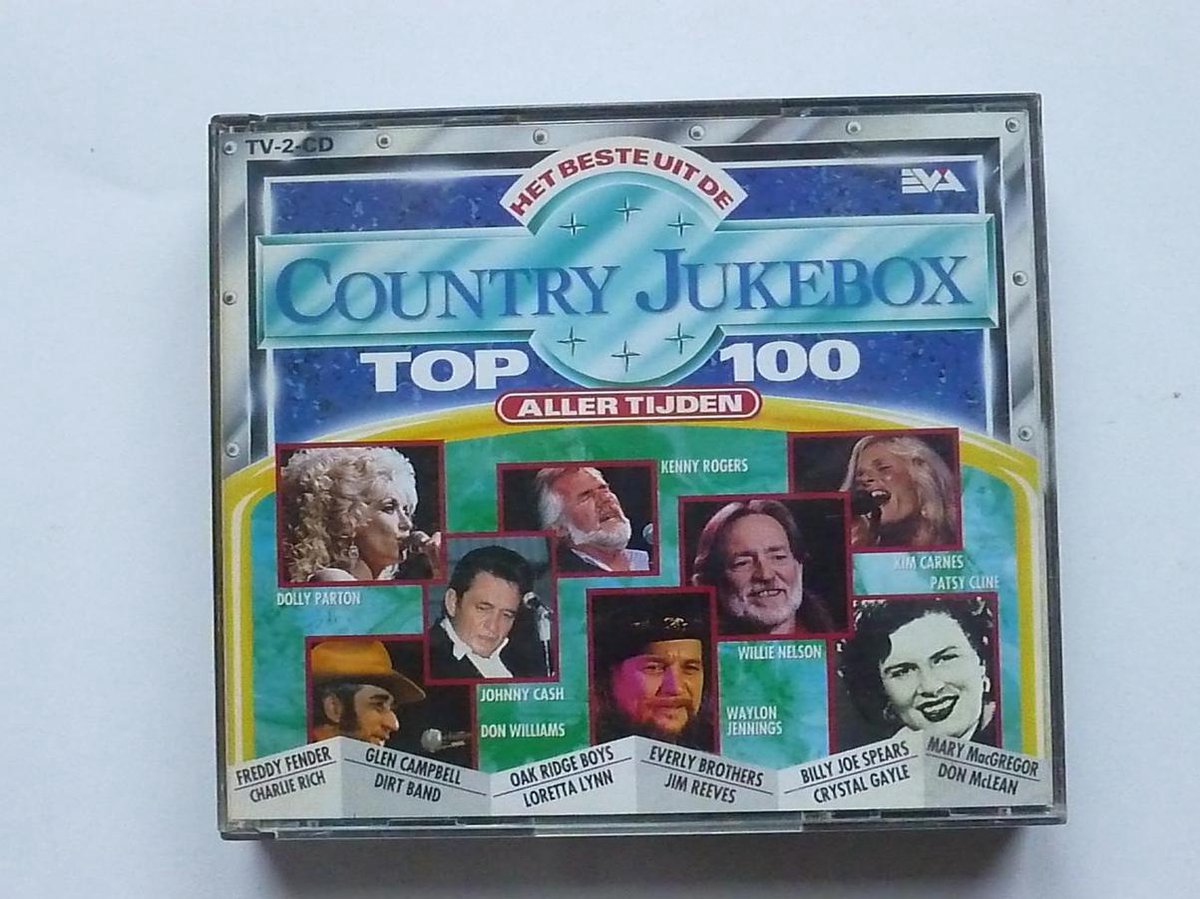 TV-2-CD
HET BESTE UIT DE
EVA
COUNTRY JUKEBOX
TOP 100
ALLER TIJDEN
KENNY ROGERS
KIM CARNES
PATSY CLINE
DOLLY PARTON
WILLIE NELSON
JOHNNY CASH
DON WILLIAMS
WAYLON
JENNINGS
FREDDY FENDER
CHARLIE RICH
GLEN CAMPBELL
DIRT BAND
OAK RIDGE BOYS
LORETTA LYNN
EVERLY BROTHERS
JIM REEVES
BILLY JOE SPEARS
CRYSTAL GAYLE
MARY MacGREGOR
DON McLEAN